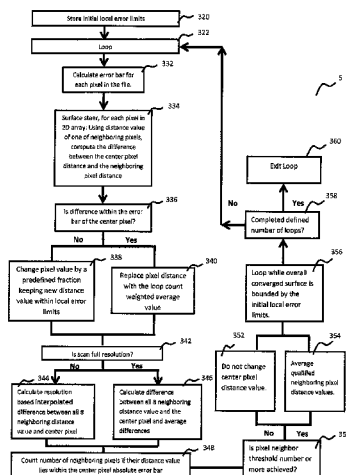 Store initial local error limits
320
Loop
322
Calculate error bar for
each pixel in the file.
332
Surface steer, for each pixel in
2D array: Using distance value
of one of neighboring pixels,
compute the difference
between the center pixel
distance and the neighboring
pixel distance
334
Is difference within the error
bar of the center pixel?
336
No
Yes
Change pixel value by a
predefined fraction
keeping new distance
value within local error
limits
338
Replace pixel distance
with the loop count
weighted average
value
340
Is scan full resolution?
342
No
Yes
Calculate resolution
based interpolated
difference between all 8
neighboring distance
value and center pixel
344
Calculate difference
between all 8 neighboring
distance value and the
center pixel and average
differences
346
Count number of neighboring pixels if their distance value
lies within the center pixel absolute error bar
348
5
360
Exit Loop
No
Yes
358
Completed defined
number of loops?
356
Loop while overall
converged surface is
bounded by the
initial local error
limits.
352
Do not change
center pixel
distance value.
354
Average
qualified
neighboring pixel
distance values.
No
Yes
35
Is pixel neighbor
threshold number or
more achieved?